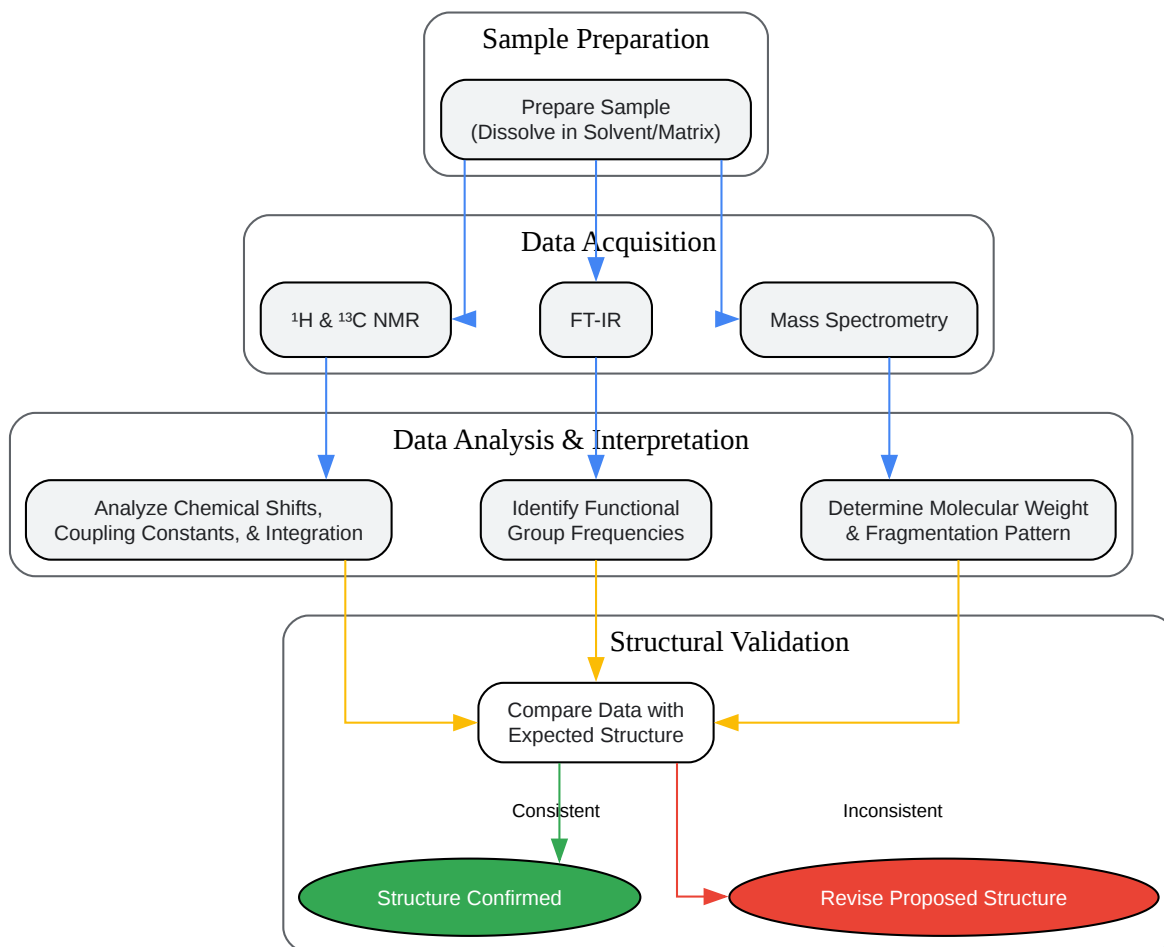 Sample Preparation
Prepare Sample
(Dissolve in Solvent/Matrix)
Data Acquisition
¹H & ¹³C NMR
FT-IR
Mass Spectrometry
Data Analysis & Interpretation
Analyze Chemical Shifts,
Coupling Constants, & Integration
Identify Functional
Group Frequencies
Determine Molecular Weight
& Fragmentation Pattern
Structural Validation
Compare Data with
Expected Structure
Consistent
Inconsistent
Structure Confirmed
Revise Proposed Structure